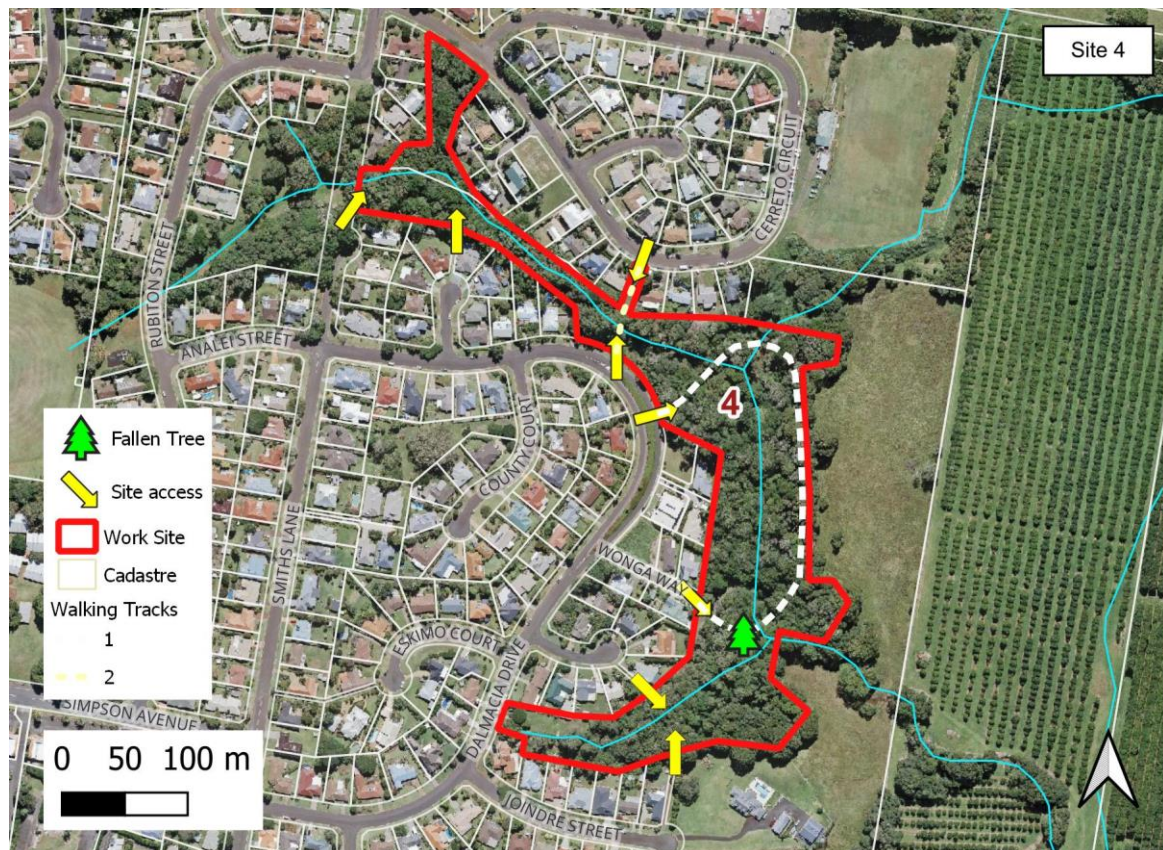 Site 4
CERRETO CIRCUIT
RUBITON STREET
ANALEI STREET
4
COUNTY COURT
SMITHS LANE
WONGA WA
ESKIMO COURT
DALMACIA DRIVE
SIMPSON AVENUE
JOINDRE STREET
Fallen Tree
Site access
Work Site
Cadastre
Walking Tracks
1
2
0 50 100 m